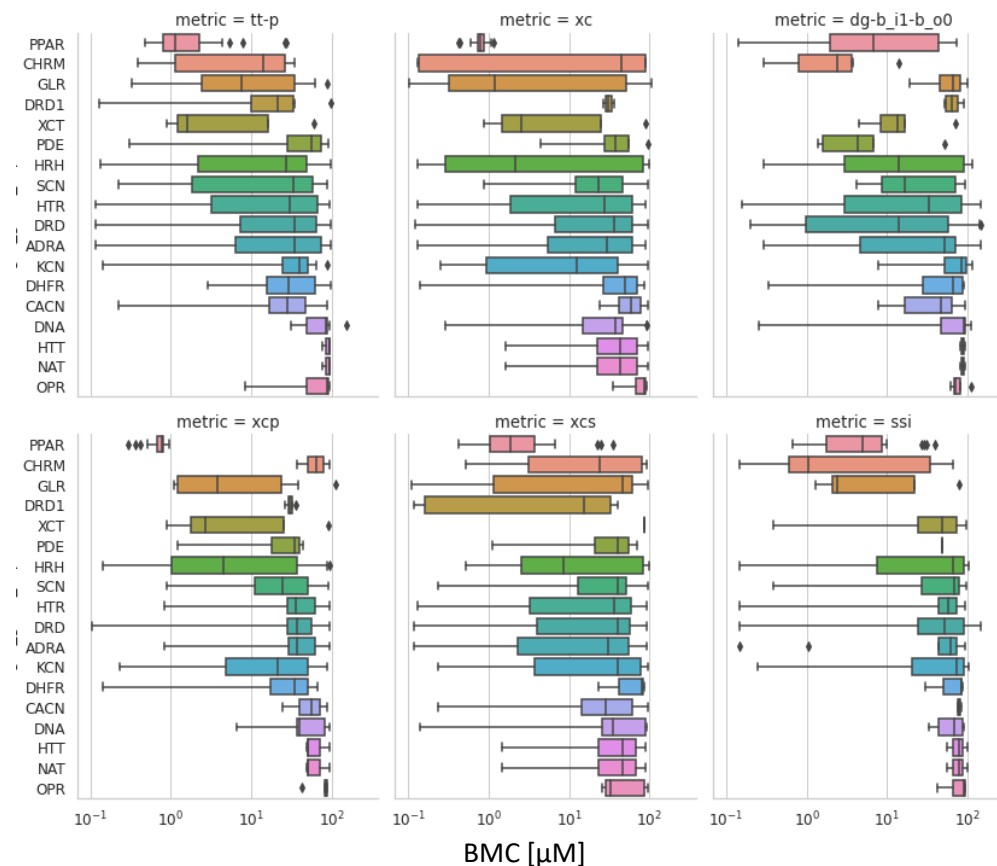 metric = tt-p metric = xc metric = dg-b_i1-b_o0
PPAR
CHRM
GLR
DRD1
XCT
PDE
HRH
SCN
HTR
DRD
ADRA
KCN
DHFR
CACN
DNA
HTT
NAT
OPR
metric = xcp metric = xcs metric = ssi
PPAR
CHRM
GLR
DRD1
XCT
PDE
HRH
SCN
HTR
DRD
ADRA
KCN
DHFR
CACN
DNA
HTT
NAT
OPR
10⁻¹ 10⁰ 10¹ 10² 10⁻¹ 10⁰ 10¹ 10² 10⁻¹ 10⁰ 10¹ 10²
BMC [µM]